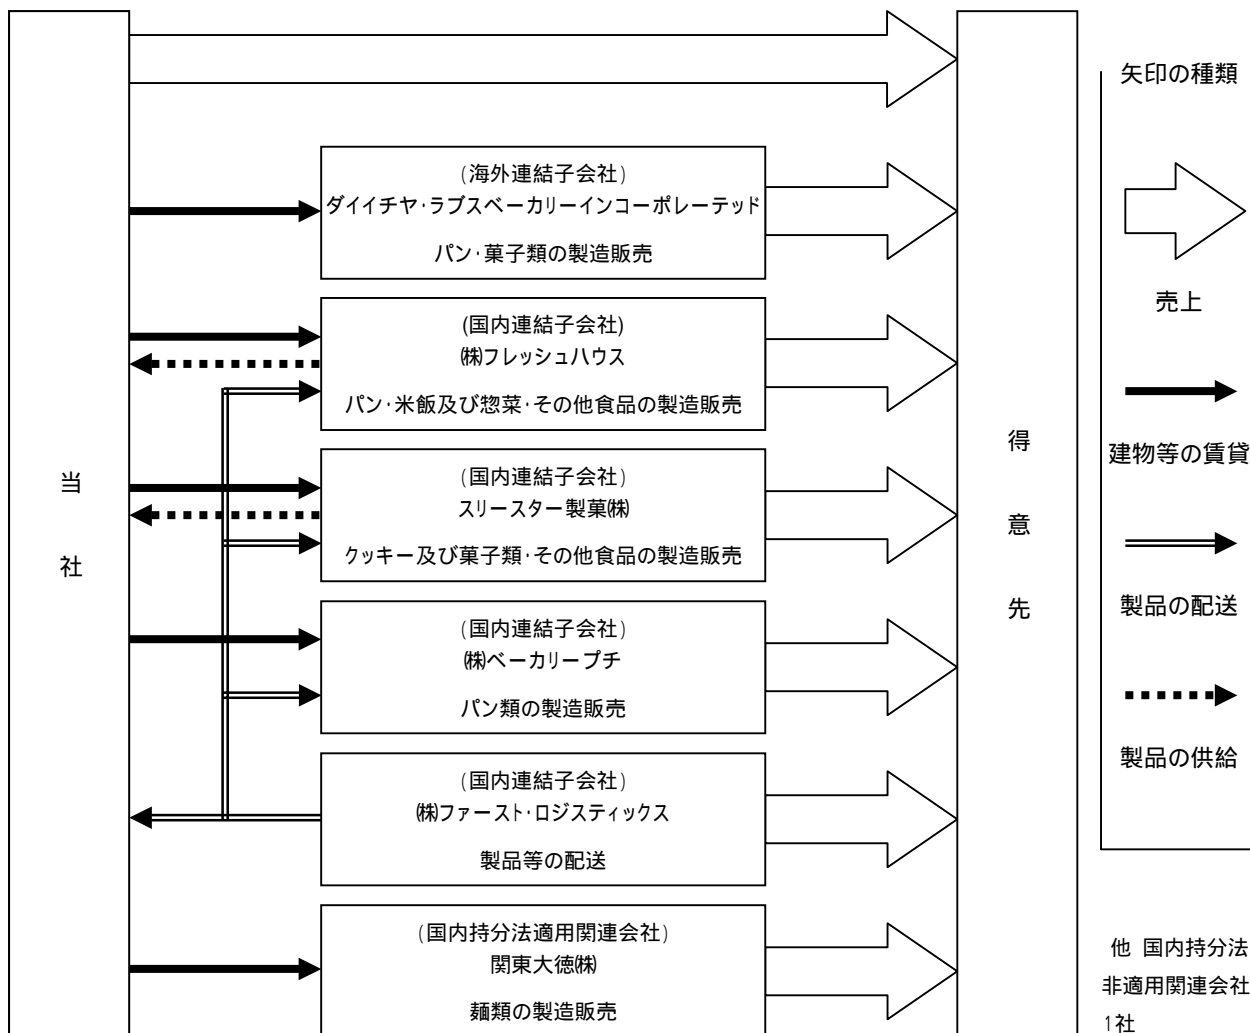 当
社
(海外連結子会社)
ダイイチヤ・ラブスベーカリーインコーポレーテッド
パン・菓子類の製造販売
(国内連結子会社)
㈱フレッシュハウス
パン・米飯及び惣菜・その他食品の製造販売
(国内連結子会社)
スリースター製菓㈱
クッキー及び菓子類・その他食品の製造販売
(国内連結子会社)
㈱ベーカリープチ
パン類の製造販売
(国内連結子会社)
㈱ファースト・ロジスティックス
製品等の配送
(国内持分法適用関連会社)
関東大徳㈱
麺類の製造販売
得
意
先
矢印の種類
売上
建物等の賃貸
製品の配送
製品の供給
他 国内持分法
非適用関連会社
1社